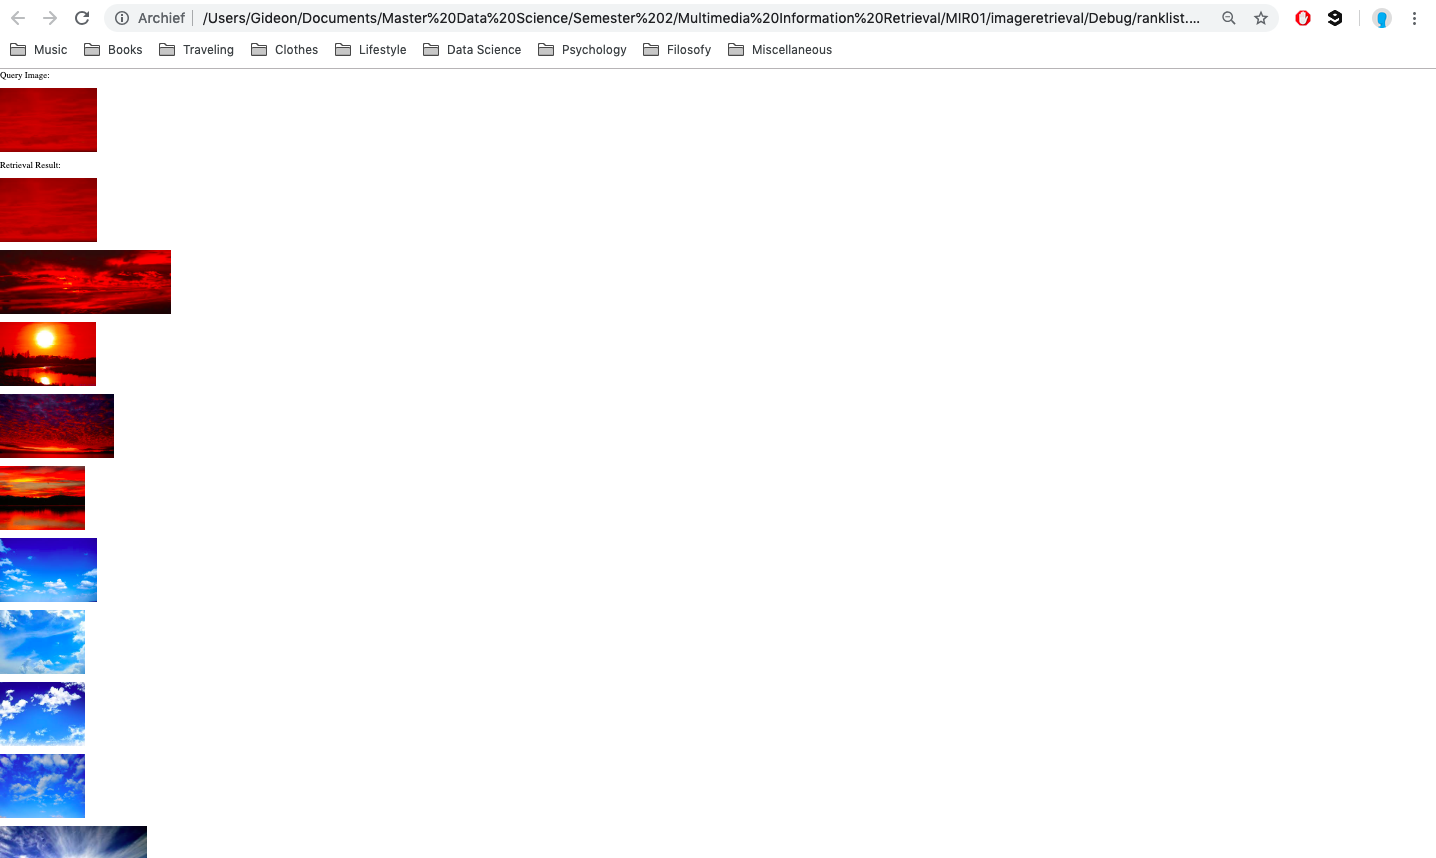 Archief /Users/Gideon/Documents/Master%20Data%20Science/Semester%202/Multimedia%20Information%20Retrieval/MIR01/imageretrieval/Debug/ranklist....
Music Books Traveling Clothes Lifestyle Data Science Psychology Filosofy Miscellaneous
Query Image:
Retrieval Result: